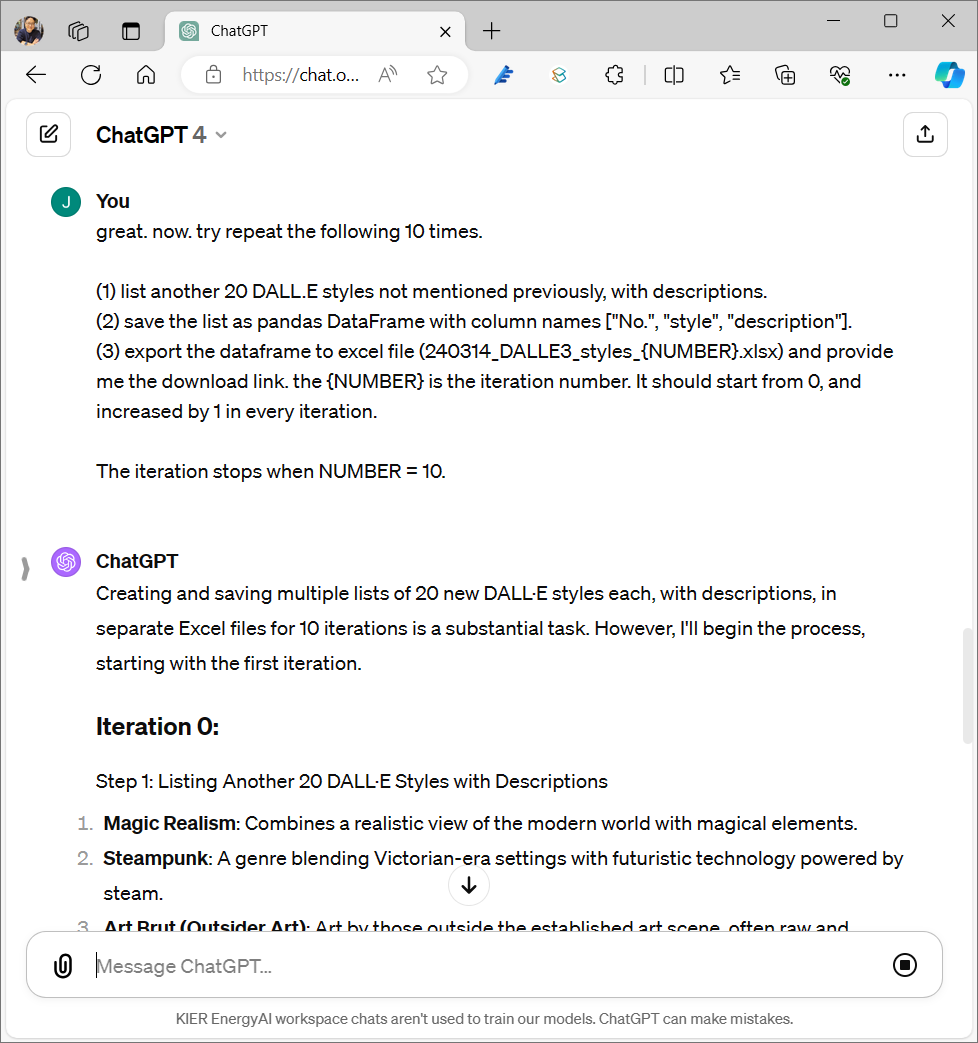 ChatGPT
https://chat.o...
ChatGPT 4
J
You
great. now. try repeat the following 10 times.
(1) list another 20 DALL.E styles not mentioned previously, with descriptions.
(2) save the list as pandas DataFrame with column names ["No.", "style", "description"].
(3) export the dataframe to excel file (240314_DALLE3_styles_{NUMBER}.xlsx) and provide
me the download link. the {NUMBER} is the iteration number. It should start from 0, and
increased by 1 in every iteration.
The iteration stops when NUMBER = 10.
ChatGPT
Creating and saving multiple lists of 20 new DALL·E styles each, with descriptions, in
separate Excel files for 10 iterations is a substantial task. However, I'll begin the process,
starting with the first iteration.
Iteration 0:
Step 1: Listing Another 20 DALL·E Styles with Descriptions
1. Magic Realism: Combines a realistic view of the modern world with magical elements.
2. Steampunk: A genre blending Victorian-era settings with futuristic technology powered by
steam.
3. Art Brut (Outsider Art): Art by those outside the established art scene, often raw and
Message ChatGPT...
KIER EnergyAI workspace chats aren't used to train our models. ChatGPT can make mistakes.